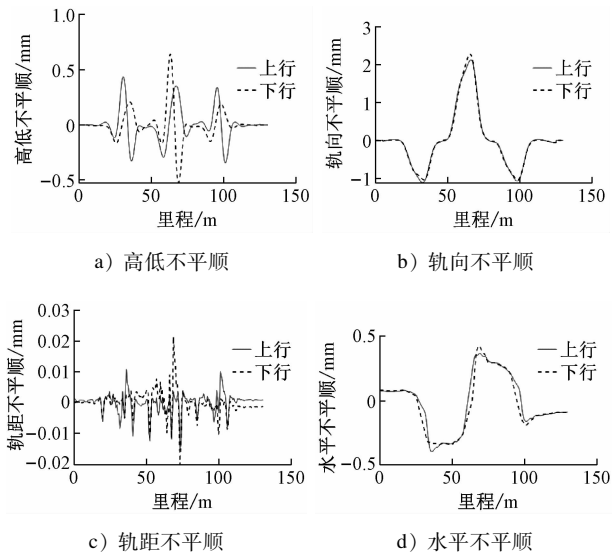 1.0
0.5
0
−0.5
0
50
100
150
高低不平顺/mm
里程/m
上行
下行
a）高低不平顺
3
2
1
0
−1
0
50
100
150
轨向不平顺/mm
里程/m
上行
下行
b）轨向不平顺
0.03
0.02
0.01
0
−0.01
−0.02
0
50
100
150
轨距不平顺/mm
里程/m
上行
下行
c）轨距不平顺
0.5
0
−0.5
0
50
100
水平不平顺/mm
里程/m
上行
下行
d）水平不平顺